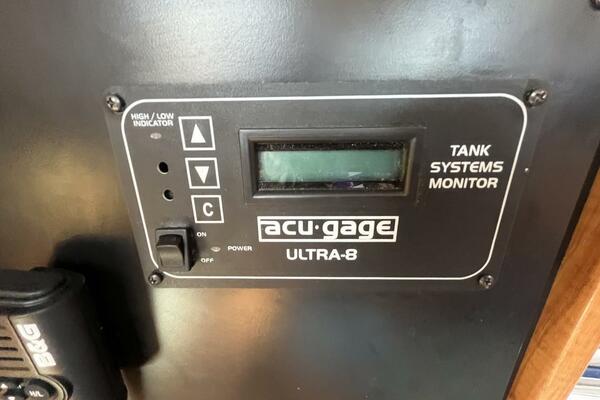 HIGH / LOW
INDICATOR
C
ON
POWER
OFF
acu·gage
ULTRA-8
TANK
SYSTEMS
MONITOR
H/L